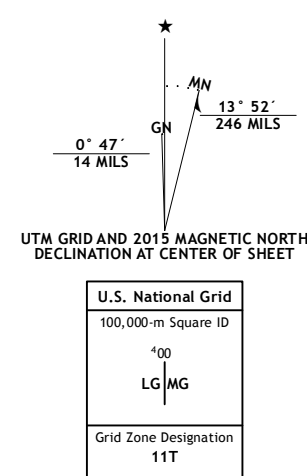 ★
MN
GN
13° 52´
246 MILS
0° 47´
14 MILS
UTM GRID AND 2015 MAGNETIC NORTH
DECLINATION AT CENTER OF SHEET
U.S. National Grid
100,000-m Square ID
⁴00
LG MG
Grid Zone Designation
11T